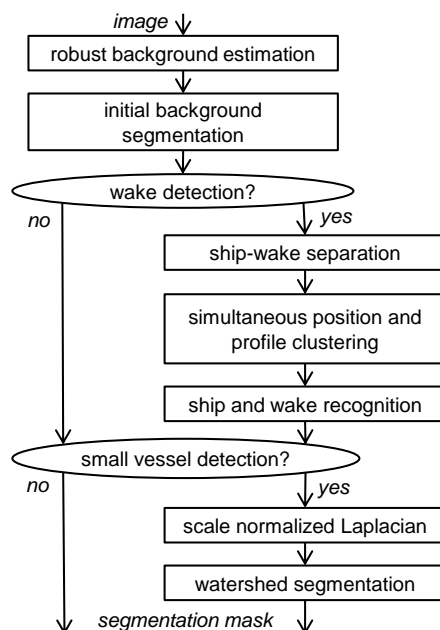 image
robust background estimation
initial background
segmentation
wake detection?
no
yes
ship-wake separation
simultaneous position and
profile clustering
ship and wake recognition
small vessel detection?
no
yes
scale normalized Laplacian
watershed segmentation
segmentation mask